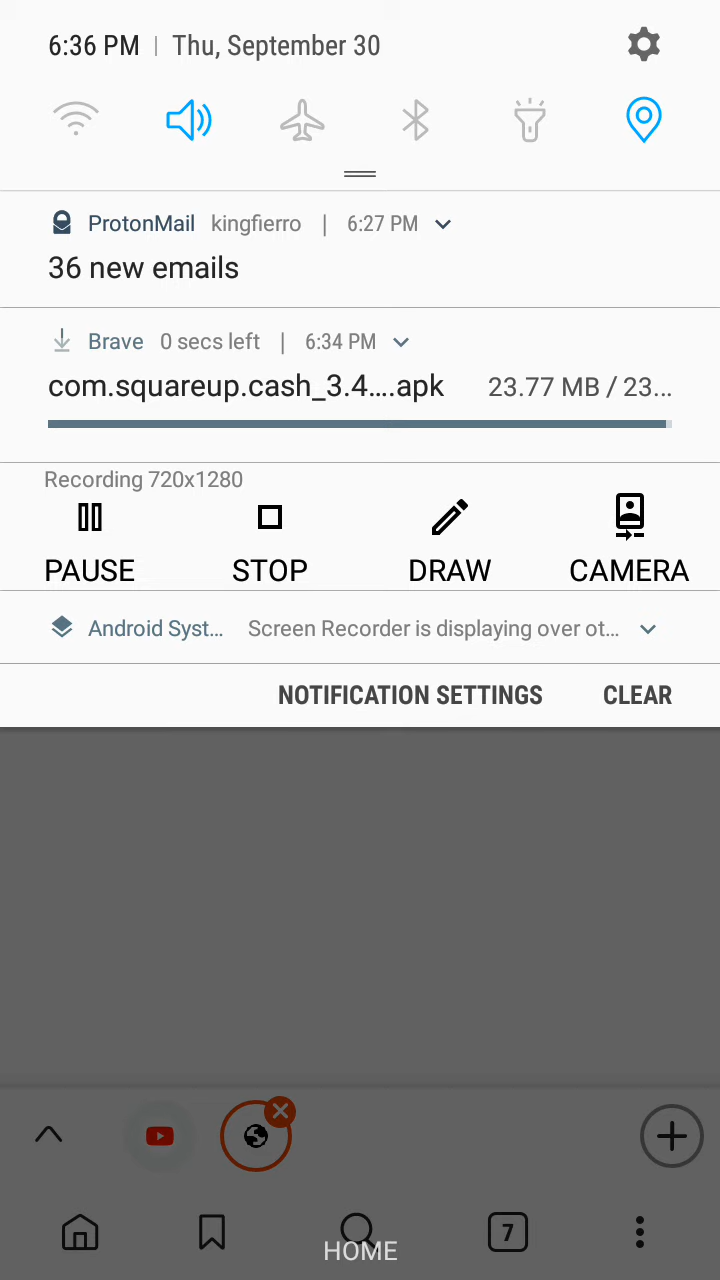 6:36 PM | Thu, September 30
ProtonMail kingfierro | 6:27 PM
36 new emails
Brave 0 secs left | 6:34 PM
com.squareup.cash_3.4....apk 23.77 MB / 23...
Recording 720x1280
PAUSE STOP DRAW CAMERA
Android Syst... Screen Recorder is displaying over ot...
NOTIFICATION SETTINGS CLEAR
7
HOME